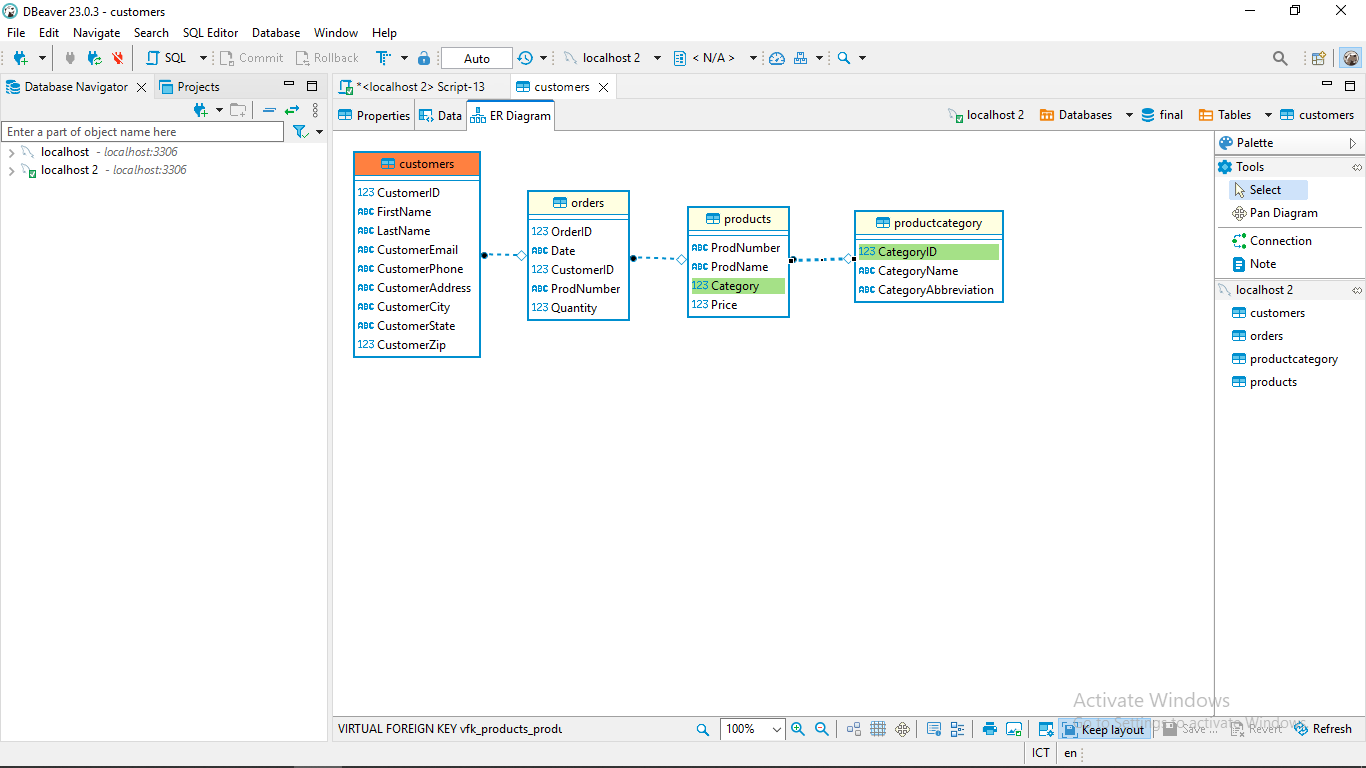 DBeaver 23.0.3 - customers
File Edit Navigate Search SQL Editor Database Window Help
SQL Commit Rollback Auto localhost 2 < N/A >
Database Navigator Projects
*<localhost 2> Script-13 customers
Properties Data ER Diagram localhost 2 Databases final Tables customers
Enter a part of object name here
localhost - localhost:3306
localhost 2 - localhost:3306
customers
123 CustomerID
ABC FirstName
ABC LastName
ABC CustomerEmail
ABC CustomerPhone
ABC CustomerAddress
ABC CustomerCity
ABC CustomerState
123 CustomerZip
orders
123 OrderID
ABC Date
123 CustomerID
ABC ProdNumber
123 Quantity
products
ABC ProdNumber
ABC ProdName
123 Category
123 Price
productcategory
123 CategoryID
ABC CategoryName
ABC CategoryAbbreviation
Palette
Tools
Select
Pan Diagram
Connection
Note
localhost 2
customers
orders
productcategory
products
Activate Windows
Go to Settings to activate Windows.
VIRTUAL FOREIGN KEY vfk_products_produ
100% Keep layout Save ... Revert Refresh
ICT en